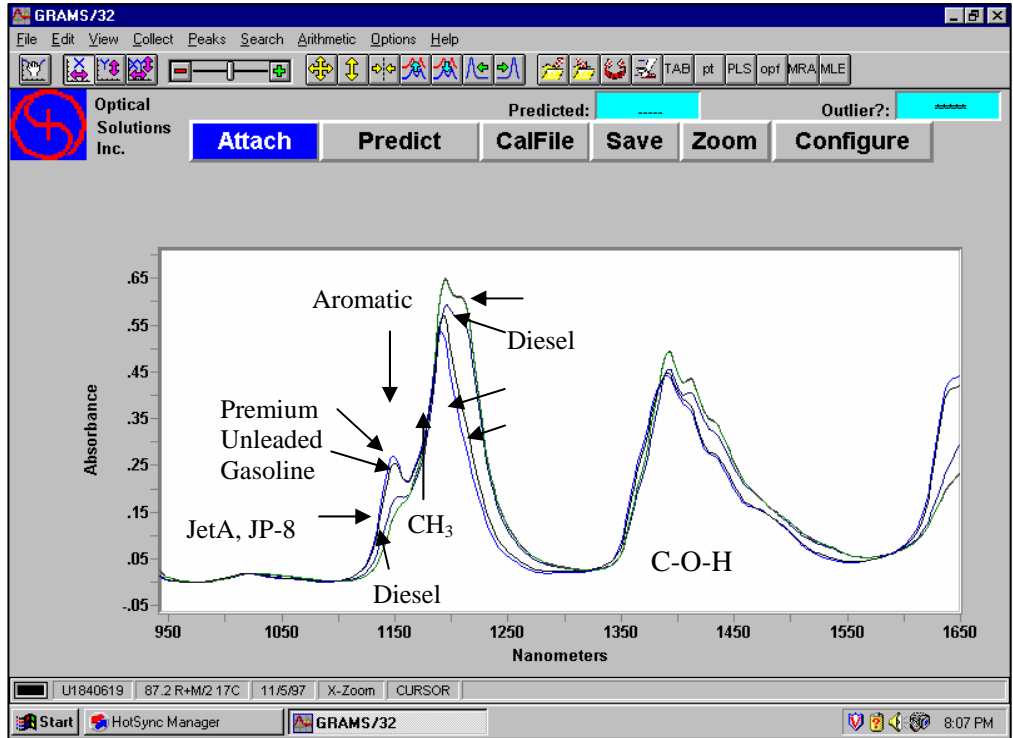 GRAMS/32
File Edit View Collect Peaks Search Arithmetic Options Help
TAB pt PLS opf MRA MLE
Optical
Solutions
Inc.
Predicted: -----
Outlier?: *****
Attach Predict CalFile Save Zoom Configure
Absorbance
.65
.55
.45
.35
.25
.15
.05
-.05
Aromatic
Diesel
Premium
Unleaded
Gasoline
JetA, JP-8
CH₃
Diesel
C-O-H
950 1050 1150 1250 1350 1450 1550 1650
Nanometers
U1840619 87.2 R+M/2 17C 11/5/97 X-Zoom CURSOR
Start HotSync Manager GRAMS/32 8:07 PM